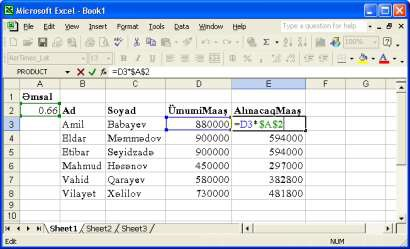 Microsoft Excel - Book1
File Edit View Insert Format Tools Data Window Help Type a question for help
100%
B I U
PRODUCT =D3*$A$2
A B C D E F G
1 Əmsal
2 0.66 Ad Soyad ÜmumiMaaş AlınacaqMaaş
3 Amil Babayev 880000 =D3*$A$2
4 Eldar Məmmədov 900000 594000
5 Etibar Seyidzadə 900000 594000
6 Mahmud Həsənov 450000 297000
7 Vahid Qarayev 580000 382800
8 Vilayət Xəlilov 730000 481800
9
10
Sheet1 Sheet2 Sheet3
Edit NUM